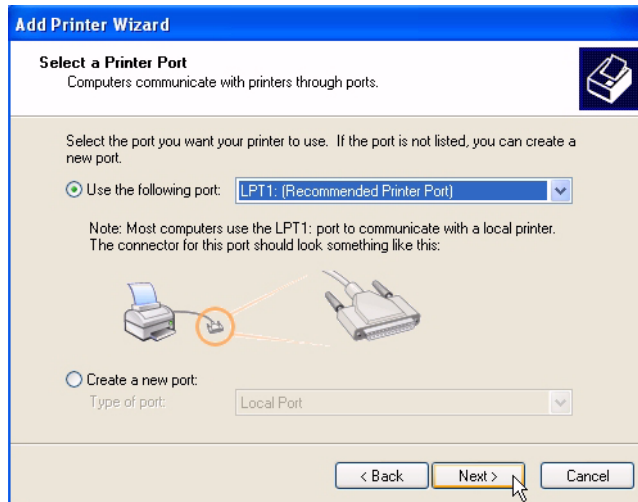 Add Printer Wizard
Select a Printer Port
Computers communicate with printers through ports.
Select the port you want your printer to use. If the port is not listed, you can create a
new port.
Use the following port: LPT1: (Recommended Printer Port)
Note: Most computers use the LPT1: port to communicate with a local printer.
The connector for this port should look something like this:
Create a new port:
Type of port: Local Port
< Back Next > Cancel